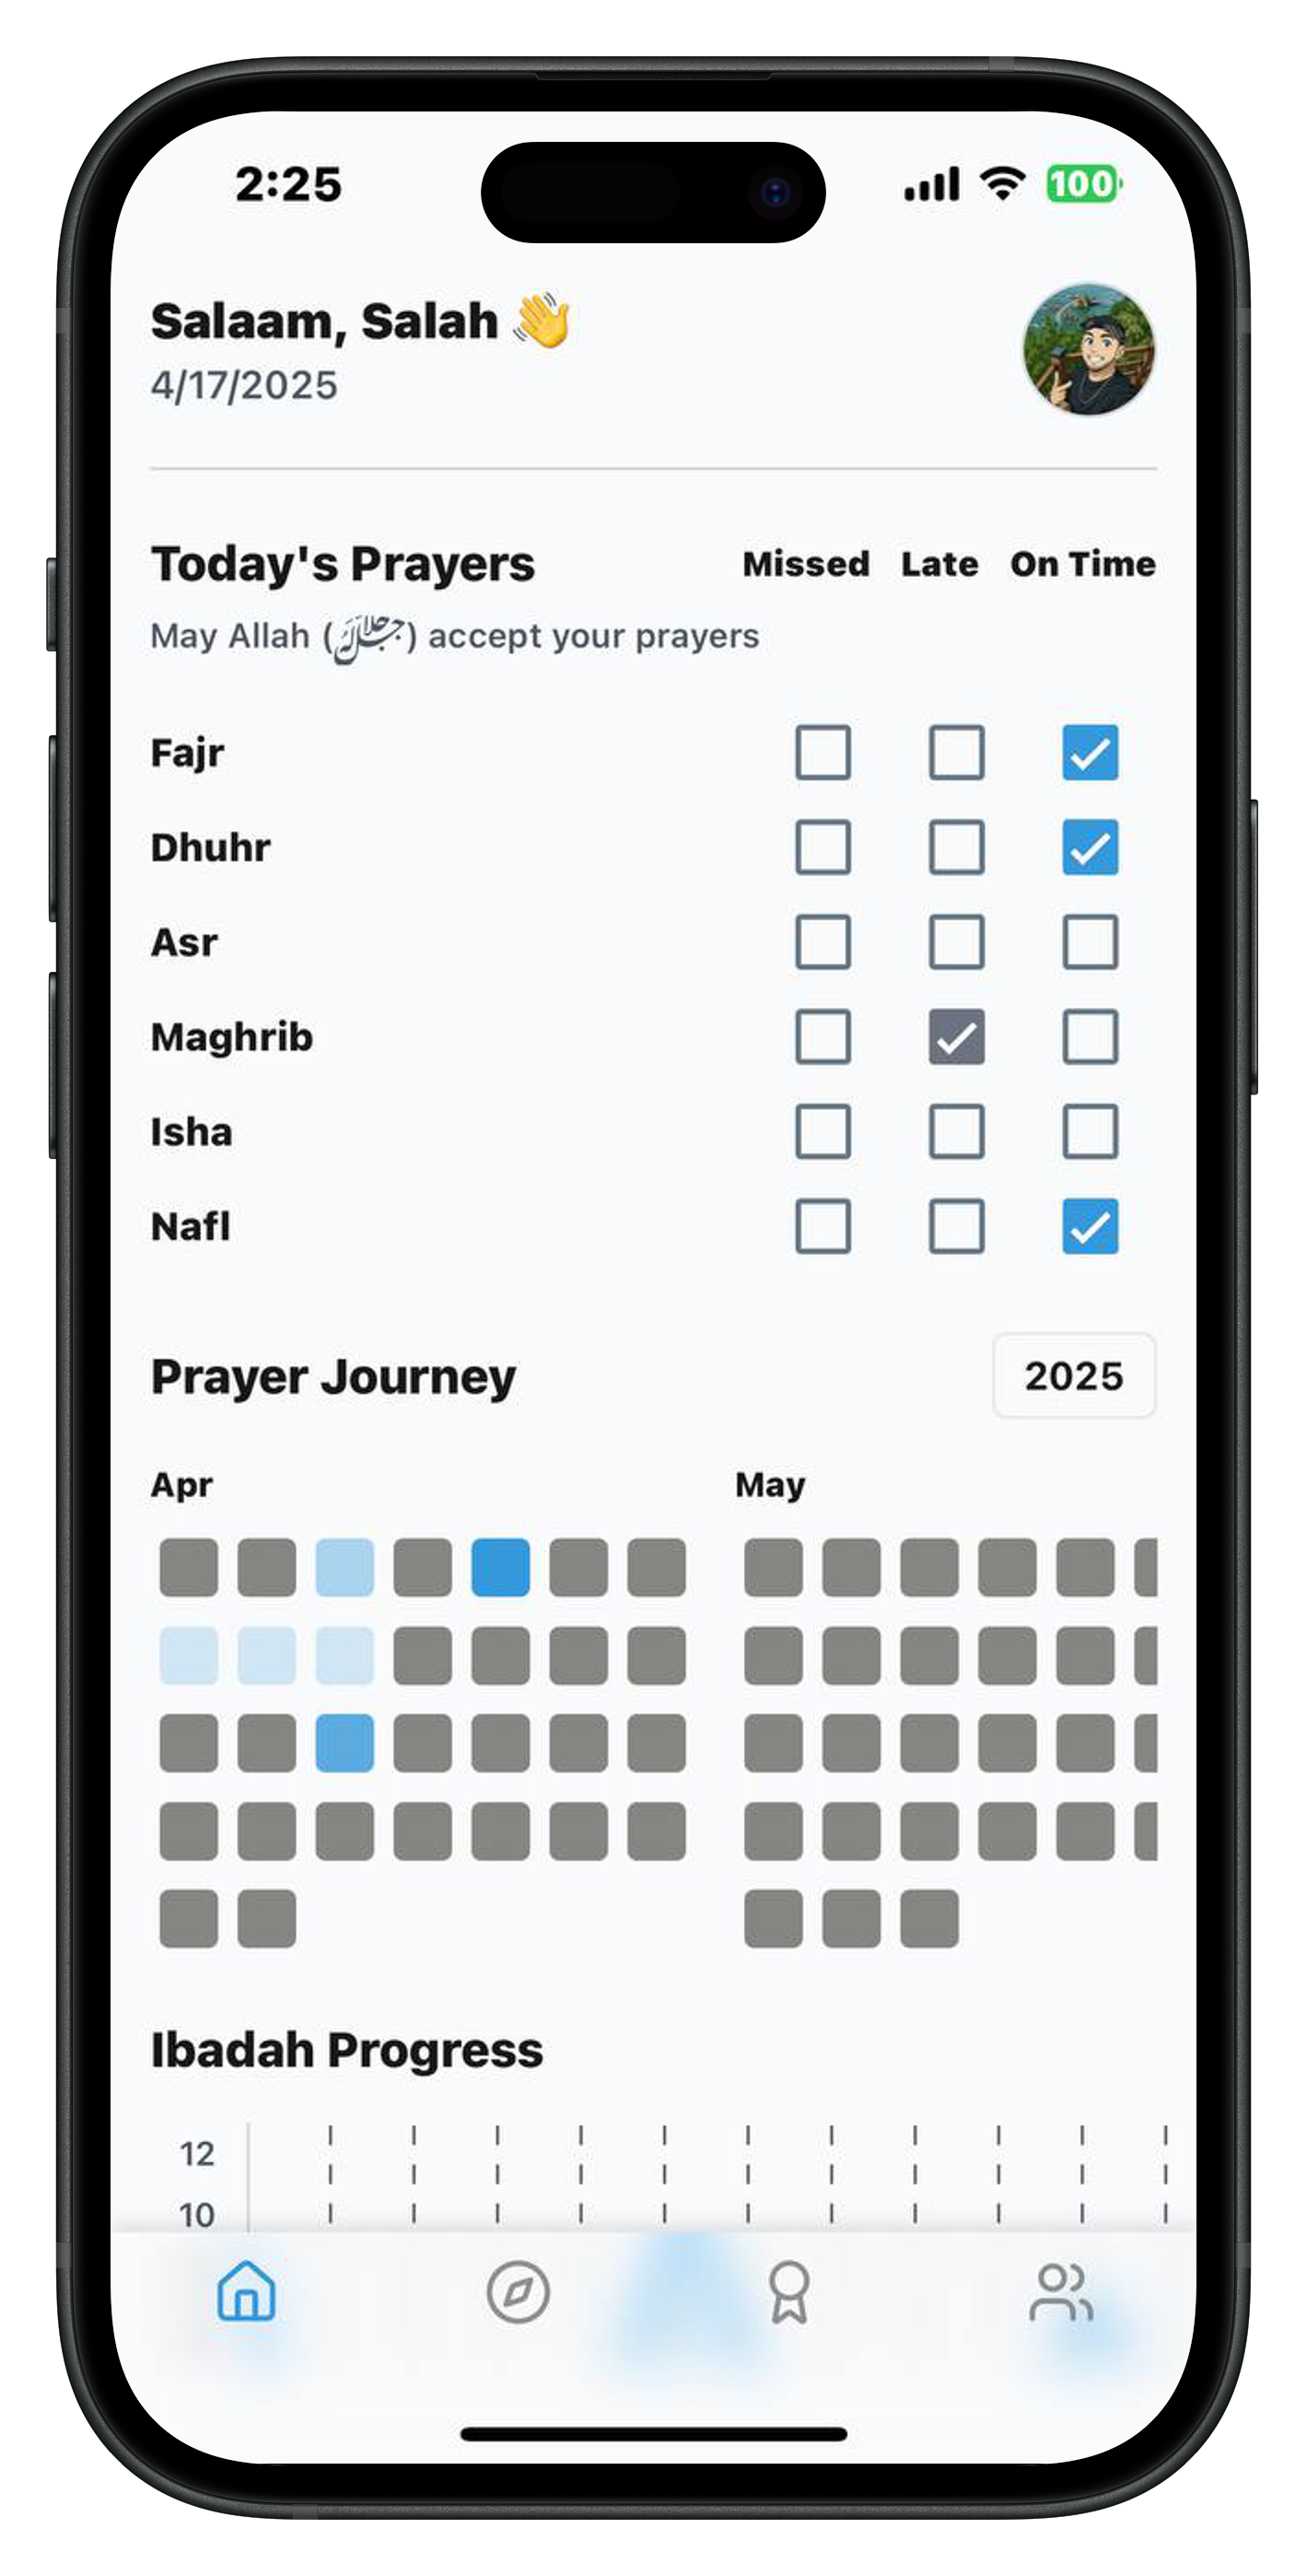 2:25
100
Salaam, Salah 👋
4/17/2025
Today's Prayers Missed Late On Time
May Allah (ﷻ) accept your prayers
Fajr
Dhuhr
Asr
Maghrib
Isha
Nafl
Prayer Journey 2025
Apr May
Ibadah Progress
12
10